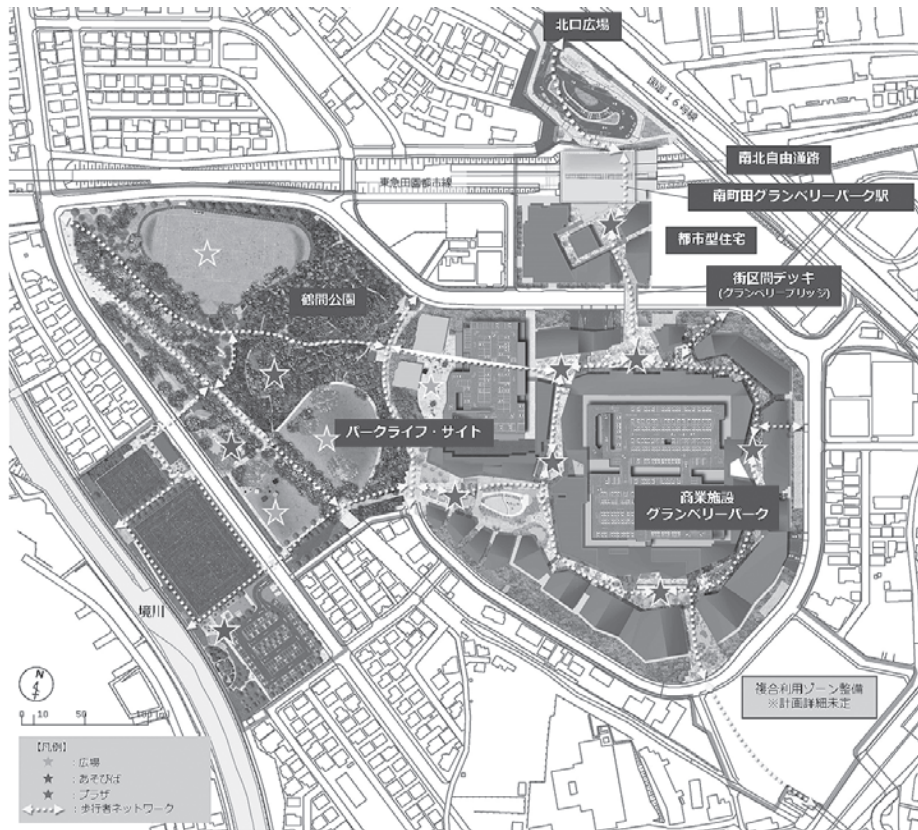 北口広場
国道16号線
南北自由通路
東急田園都市線
南町田グランベリーパーク駅
都市型住宅
街区間デッキ
(グランベリーブリッジ)
鶴間公園
パークライフ・サイト
商業施設
グランベリーパーク
境川
複合利用ゾーン整備
※計画詳細未定
N
0 10 50 100(m)
【凡例】
★ : 広場
★ : あそびば
★ : プラザ
: 歩行者ネットワーク